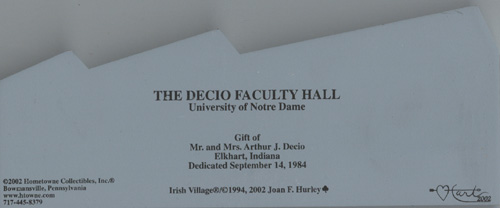 THE DECIO FACULTY HALL
University of Notre Dame
Gift of
Mr. and Mrs. Arthur J. Decio
Elkhart, Indiana
Dedicated September 14, 1984
©2002 Hometowne Collectibles, Inc.®
Bowmansville, Pennsylvania
www.htowne.com
717-445-8379
Irish Village®/©1994, 2002 Joan F. Hurley♣
Hart
2002